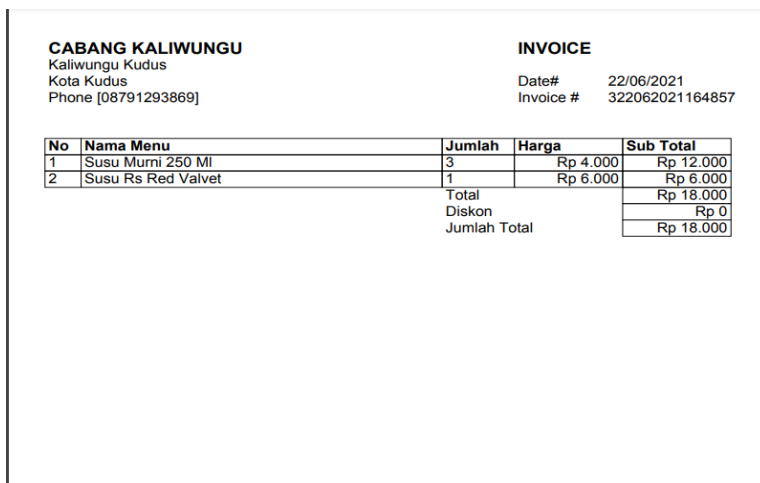 CABANG KALIWUNGU INVOICE
Kaliwungu Kudus
Kota Kudus Date# 22/06/2021
Phone [08791293869] Invoice # 322062021164857
No Nama Menu Jumlah Harga Sub Total
1 Susu Murni 250 Ml 3 Rp 4.000 Rp 12.000
2 Susu Rs Red Valvet 1 Rp 6.000 Rp 6.000
Total Rp 18.000
Diskon Rp 0
Jumlah Total Rp 18.000